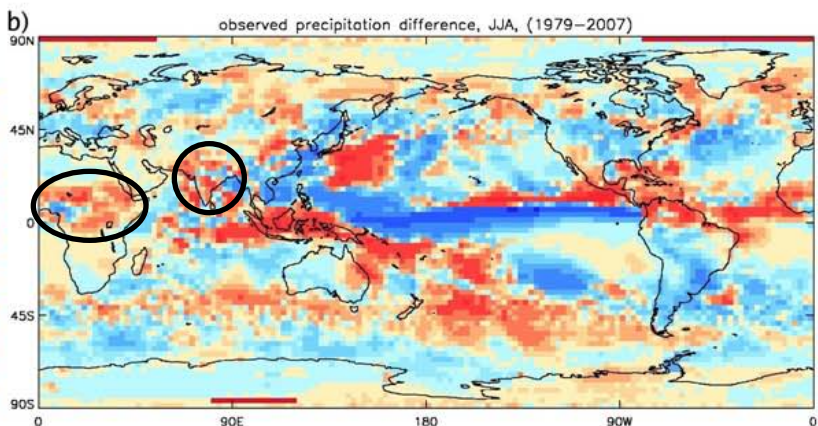 b)
observed precipitation difference, JJA, (1979-2007)
90N
45N
0
45S
90S
0 90E 180 90W 0